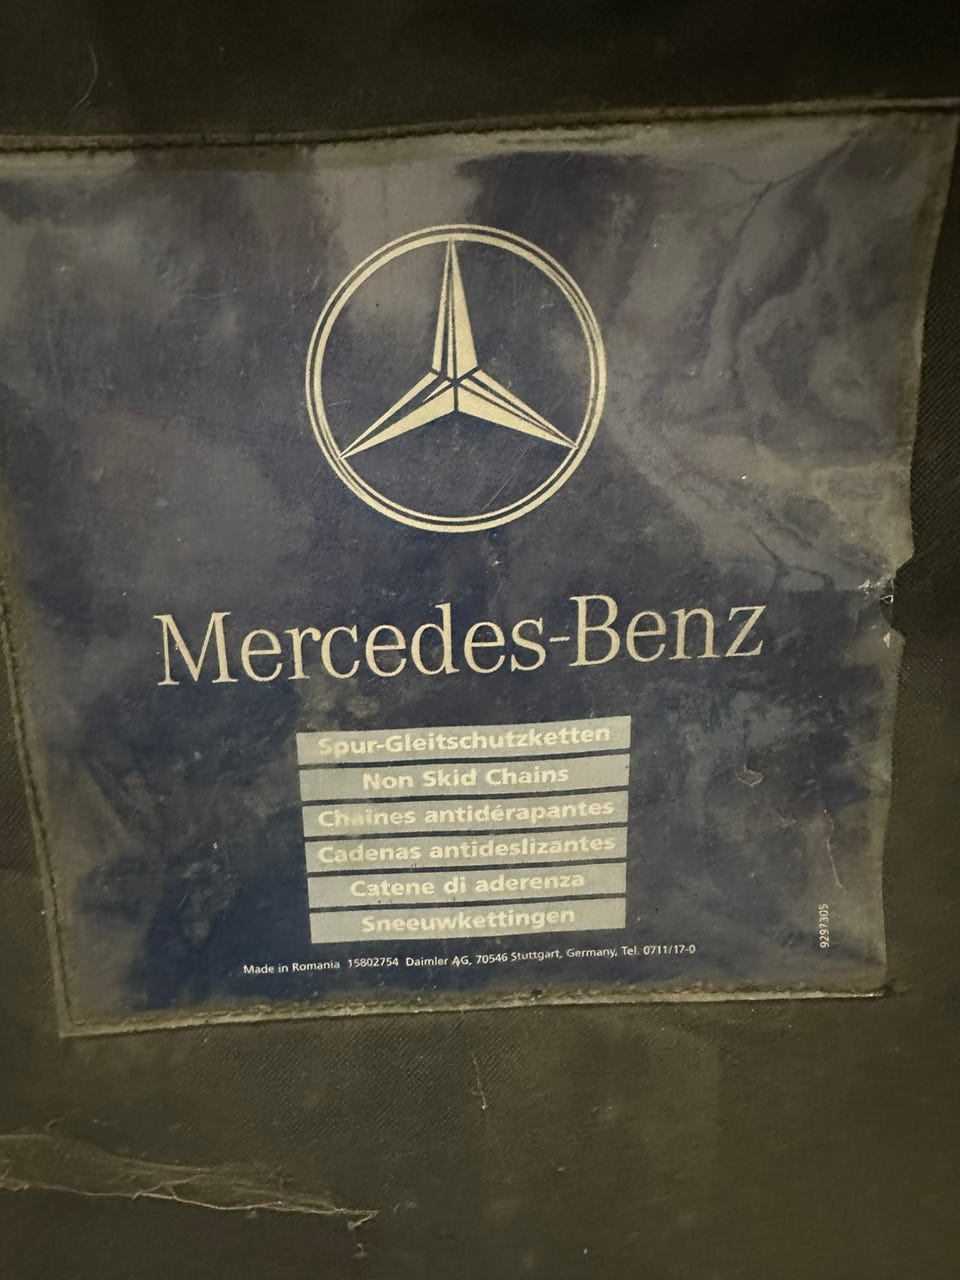 Mercedes-Benz
Spur-Gleitschutzketten
Non Skid Chains
Chaînes antidérapantes
Cadenas antideslizantes
Catene di aderenza
Sneeuwkettingen
Made in Romania 15802754 Daimler AG, 70546 Stuttgart, Germany, Tel. 0711/17-0
9297305